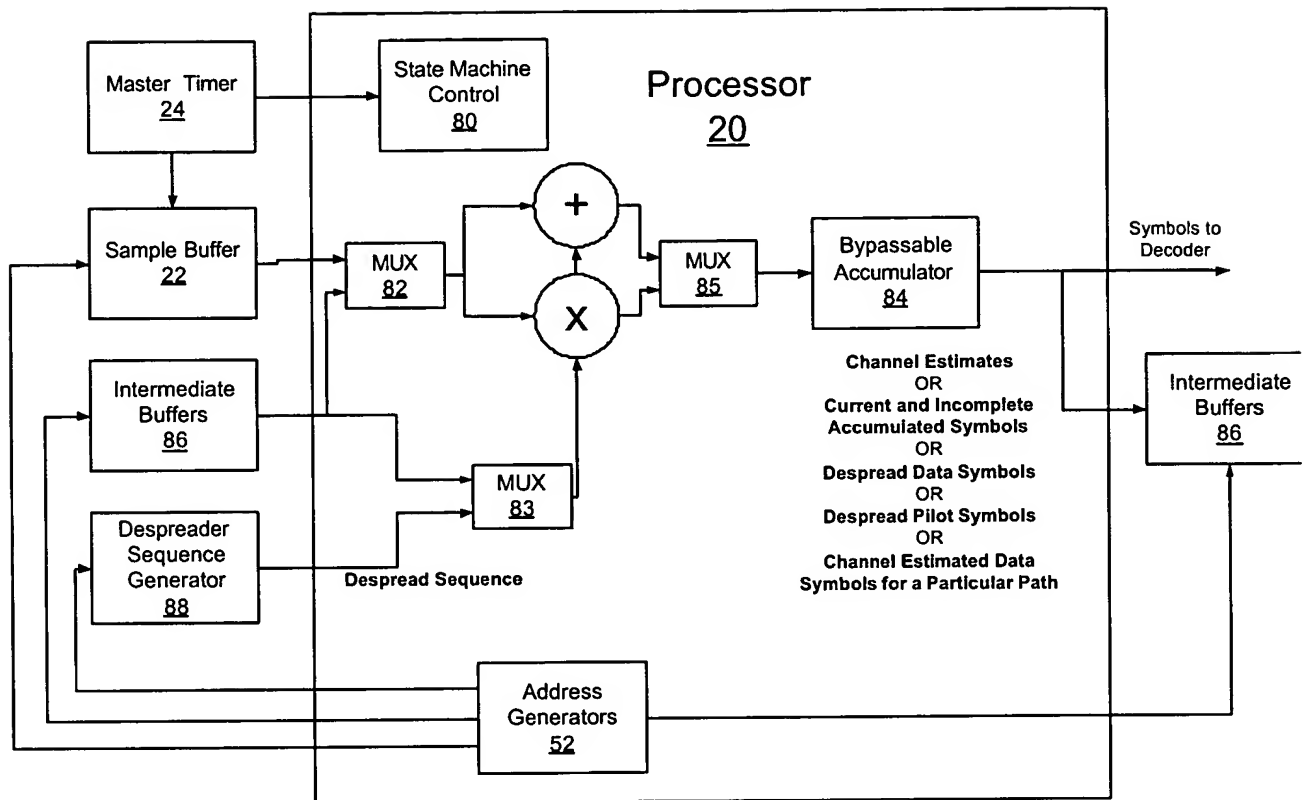 Master Timer
24
State Machine
Control
80
Processor
20
Sample Buffer
22
MUX
82
+
X
MUX
85
Bypassable
Accumulator
84
Symbols to
Decoder
Intermediate
Buffers
86
MUX
83
Channel Estimates
OR
Current and Incomplete
Accumulated Symbols
OR
Despread Data Symbols
OR
Despread Pilot Symbols
OR
Channel Estimated Data
Symbols for a Particular Path
Intermediate
Buffers
86
Despreader
Sequence
Generator
88
Despread Sequence
Address
Generators
52